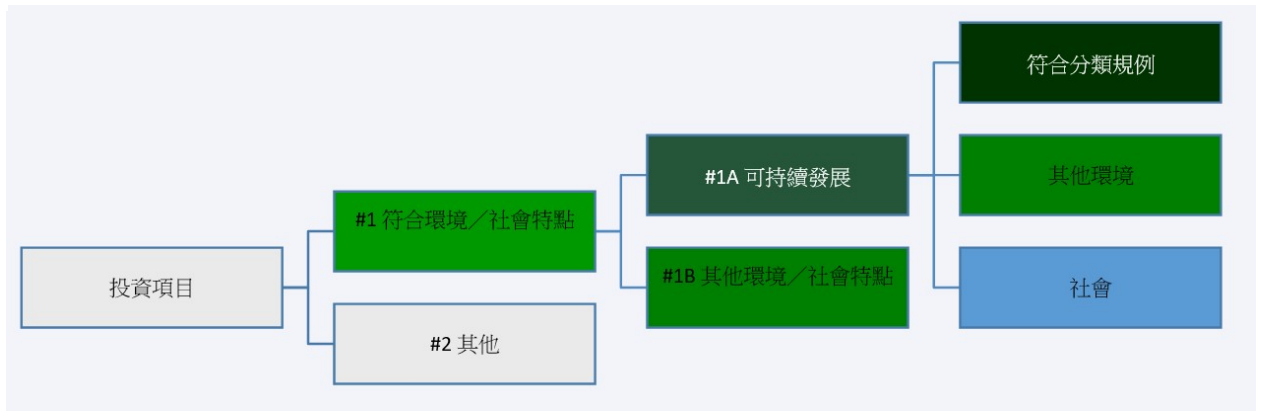 符合分類規例
#1A 可持續發展
其他環境
#1 符合環境／社會特點
#1B 其他環境／社會特點
投資項目
社會
#2 其他